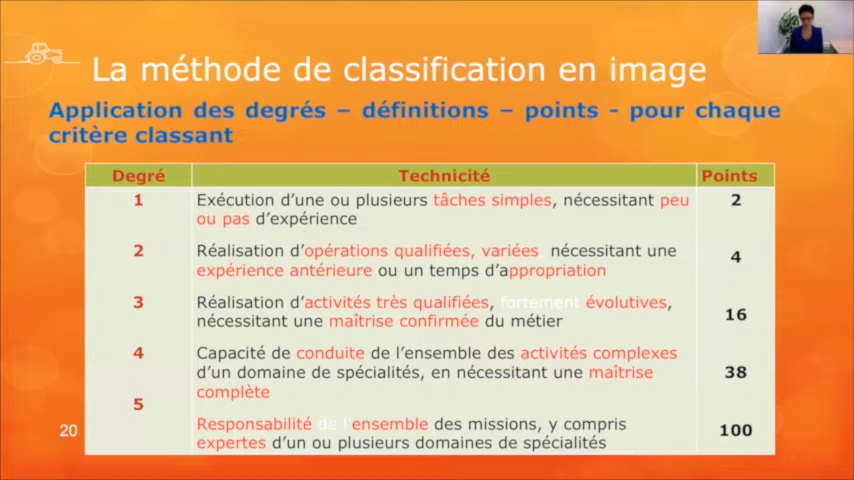 La méthode de classification en image
Application des degrés – définitions – points - pour chaque
critère classant
Degré Technicité Points
1 Exécution d'une ou plusieurs tâches simples, nécessitant peu 2
ou pas d'expérience
2 Réalisation d'opérations qualifiées, variées, nécessitant une 4
expérience antérieure ou un temps d'appropriation
3 Réalisation d'activités très qualifiées, fortement évolutives, 16
nécessitant une maîtrise confirmée du métier
4 Capacité de conduite de l'ensemble des activités complexes 38
d'un domaine de spécialités, en nécessitant une maîtrise
complète
5 Responsabilité de l'ensemble des missions, y compris 100
expertes d'un ou plusieurs domaines de spécialités
20